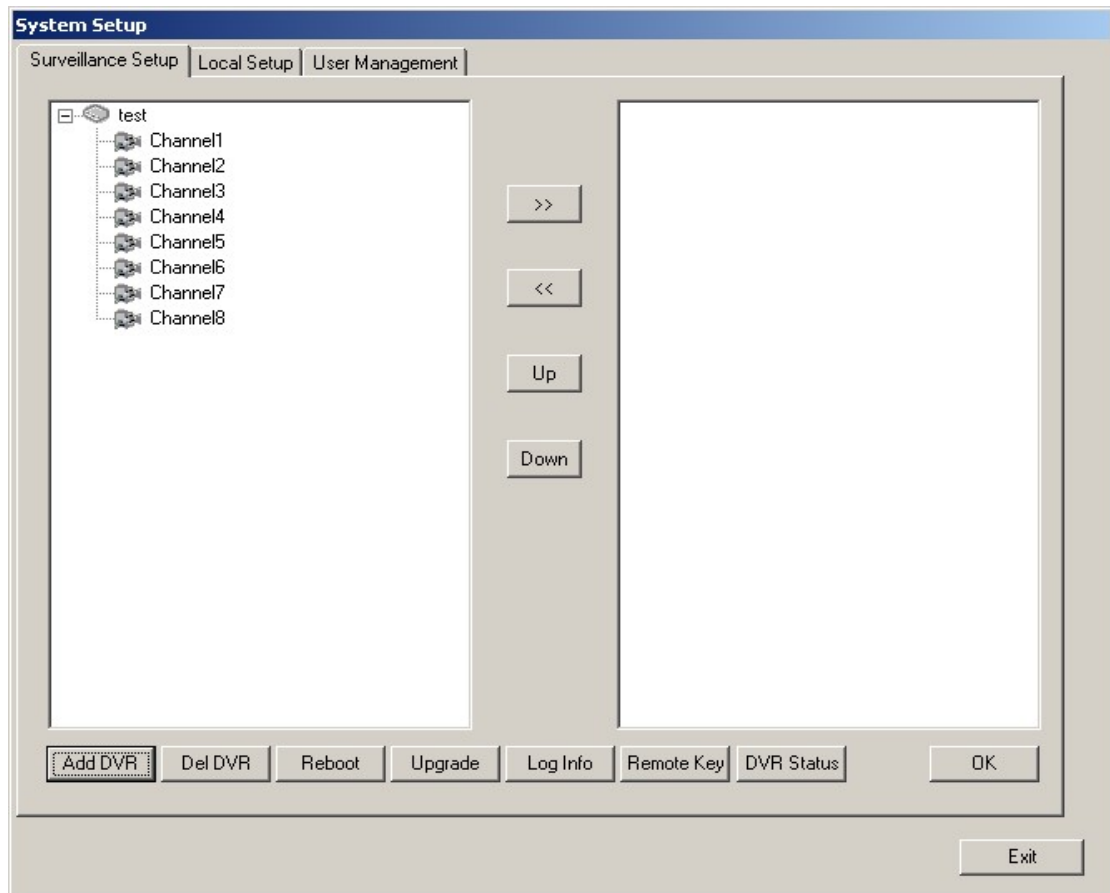 System Setup
Surveillance Setup Local Setup User Management
test
Channel1
Channel2
Channel3
Channel4
Channel5
Channel6
Channel7
Channel8
>>
<<
Up
Down
Add DVR Del DVR Reboot Upgrade Log Info Remote Key DVR Status OK
Exit